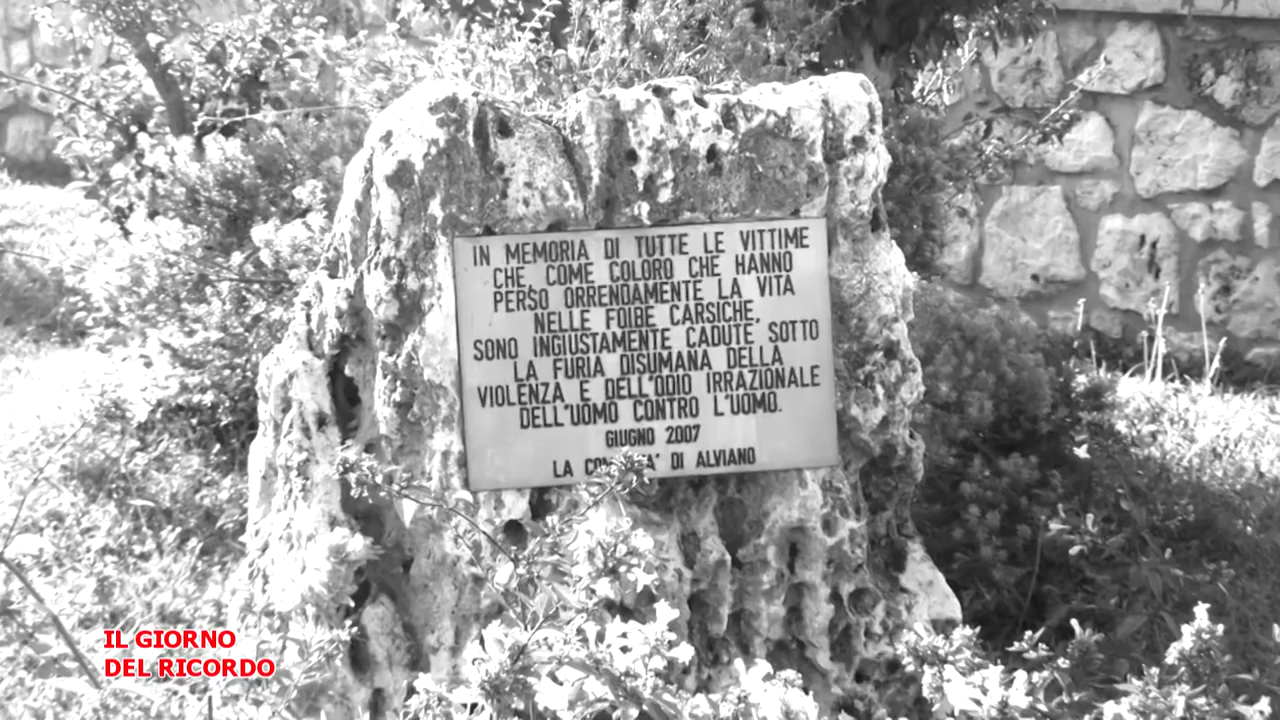 IN MEMORIA DI TUTTE LE VITTIME
CHE, COME COLORO CHE HANNO
PERSO ORRENDAMENTE LA VITA
NELLE FOIBE CARSICHE,
SONO INGIUSTAMENTE CADUTE SOTTO
LA FURIA DISUMANA DELLA
VIOLENZA E DELL'ODIO IRRAZIONALE
DELL'UOMO CONTRO L'UOMO.
GIUGNO 2007
LA DI ALVIANO
IL GIORNO
DEL RICORDO